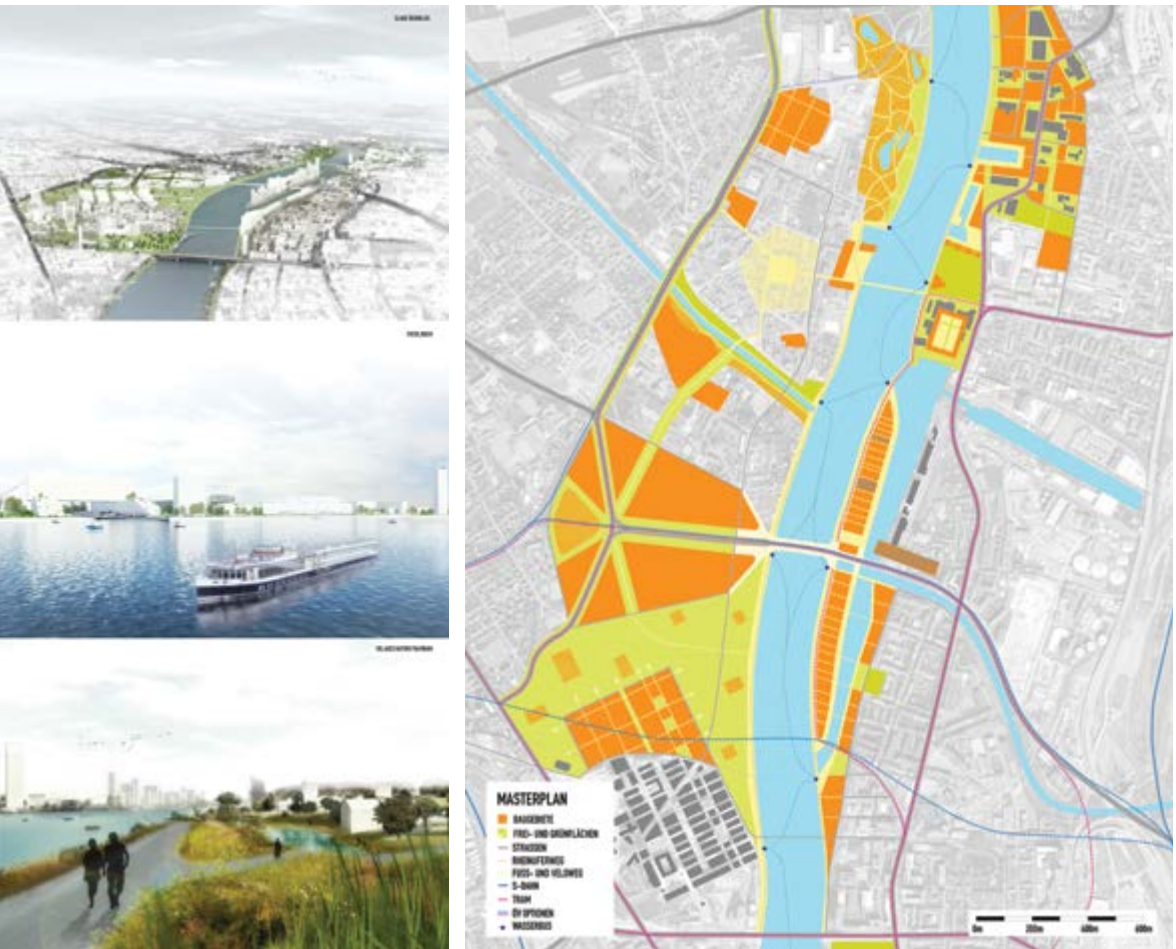 MASTERPLAN
BAUGEBIETE
FREI- UND GRÜNFLÄCHEN
STRASSEN
RHEINUFERWEG
FUSS- UND VELOWEG
S-BAHN
TRAM
ÖV OPTIONEN
WASSERBUS
0m 200m 400m 600m